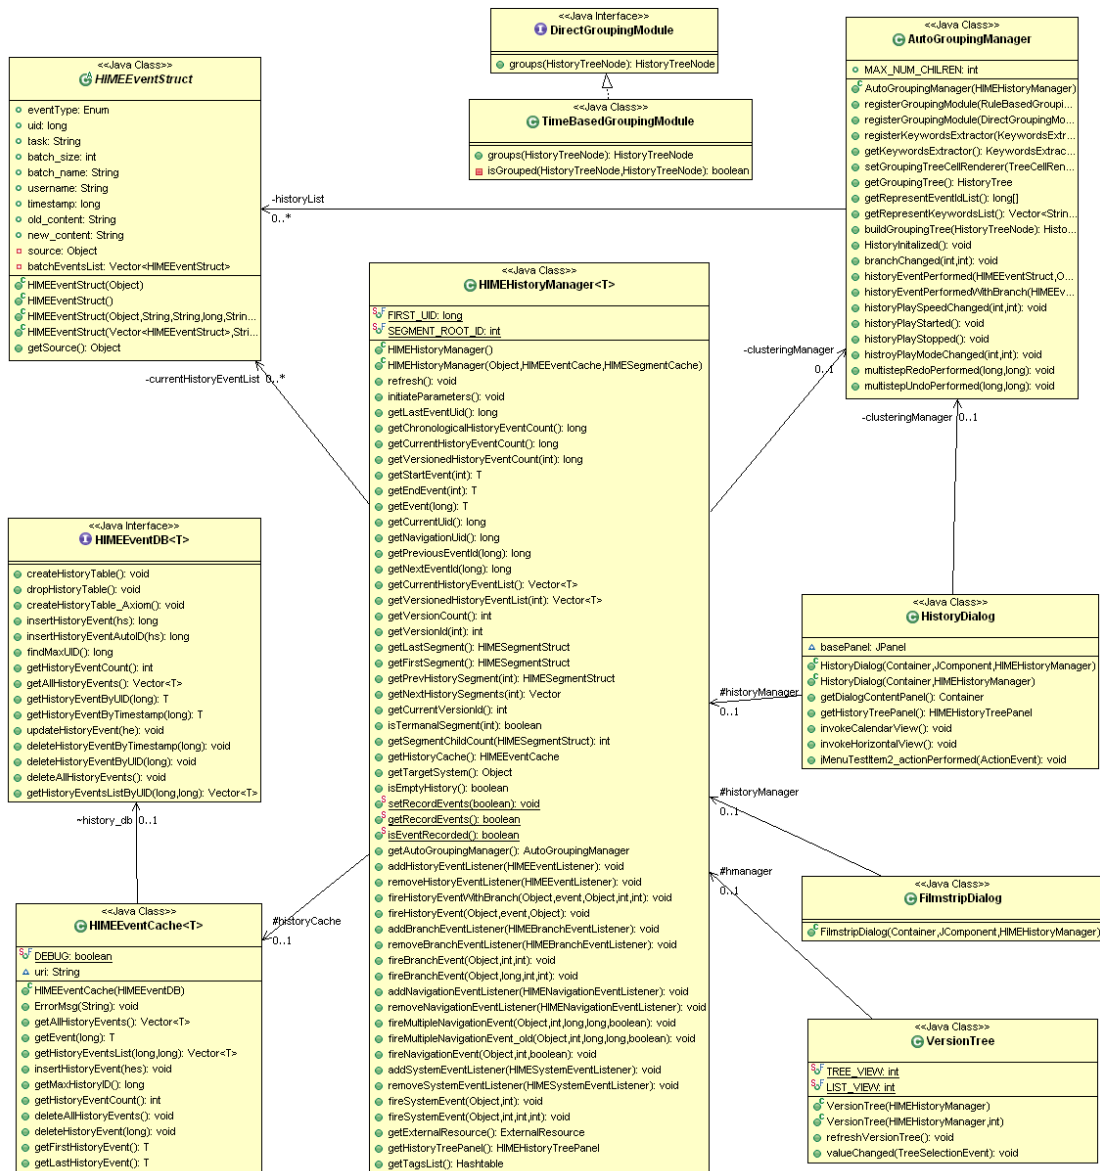 <<Java Class>>
HIMEEventStruct
eventType: Enum
uid: long
task: String
batch_size: int
batch_name: String
username: String
timestamp: long
old_content: String
new_content: String
source: Object
batchEventsList: Vector<HIMEEventStruct>
HIMEEventStruct(Object)
HIMEEventStruct()
HIMEEventStruct(Object,String,String,long,Strin...
HIMEEventStruct(Vector<HIMEEventStruct>,Stri...
getSource(): Object
<<Java Interface>>
DirectGroupingModule
groups(HistoryTreeNode): HistoryTreeNode
<<Java Class>>
TimeBasedGroupingModule
groups(HistoryTreeNode): HistoryTreeNode
isGrouped(HistoryTreeNode,HistoryTreeNode): boolean
<<Java Class>>
AutoGroupingManager
MAX_NUM_CHILREN: int
AutoGroupingManager(HIMEHistoryManager)
registerGroupingModule(RuleBasedGroupi...
registerGroupingModule(DirectGroupingMo...
registerKeywordsExtractor(KeywordsExtr...
getKeywordsExtractor(): KeywordsExtrac...
setGroupingTreeCellRenderer(TreeCellRen...
getGroupingTree(): HistoryTree
getRepresentEventIdList(): long[]
getRepresentKeywordsList(): Vector<Strin...
buildGroupingTree(HistoryTreeNode): Histo...
HistoryInitalized(): void
branchChanged(int,int): void
historyEventPerformed(HIMEEventStruct,O...
historyEventPerformedWithBranch(HIMEEv...
historyPlaySpeedChanged(int,int): void
historyPlayStarted(): void
historyPlayStopped(): void
histroyPlayModeChanged(int,int): void
multistepRedoPerformed(long,long): void
multistepUndoPerformed(long,long): void
-historyList
0..*
-currentHistoryEventList 0..*
-clusteringManager
0..1
-clusteringManager 0..1
<<Java Class>>
HIMEHistoryManager<T>
FIRST_UID: long
SEGMENT_ROOT_ID: int
HIMEHistoryManager()
HIMEHistoryManager(Object,HIMEEventCache,HIMESegmentCache)
refresh(): void
initiateParameters(): void
getLastEventUid(): long
getChronologicalHistoryEventCount(): long
getCurrentHistoryEventCount(): long
getVersionedHistoryEventCount(int): long
getStartEvent(int): T
getEndEvent(int): T
getEvent(long): T
getCurrentUid(): long
getNavigationUid(): long
getPreviousEventId(long): long
getNextEventId(long): long
getCurrentHistoryEventList(): Vector<T>
getVersionedHistoryEventList(int): Vector<T>
getVersionCount(): int
getVersionId(int): int
getLastSegment(): HIMESegmentStruct
getFirstSegment(): HIMESegmentStruct
getPrevHistorySegment(int): HIMESegmentStruct
getNextHistorySegments(int): Vector
getCurrentVersionId(): int
isTermanalSegment(int): boolean
getSegmentChildCount(HIMESegmentStruct): int
getHistoryCache(): HIMEEventCache
getTargetSystem(): Object
isEmptyHistory(): boolean
setRecordEvents(boolean): void
getRecordEvents(): boolean
isEventRecorded(): boolean
getAutoGroupingManager(): AutoGroupingManager
addHistoryEventListener(HIMEEventListener): void
removeHistoryEventListener(HIMEEventListener): void
fireHistoryEventWithBranch(Object,event,Object,int,int): void
fireHistoryEvent(Object,event,Object): void
addBranchEventListener(HIMEBranchEventListener): void
removeBranchEventListener(HIMEBranchEventListener): void
fireBranchEvent(Object,int,int): void
fireBranchEvent(Object,long,int,int): void
addNavigationEventListener(HIMENavigationEventListener): void
removeNavigationEventListener(HIMENavigationEventListener): void
fireMultipleNavigationEvent(Object,int,long,long,boolean): void
fireMultipleNavigationEvent_old(Object,int,long,long,boolean): void
fireNavigationEvent(Object,int,boolean): void
addSystemEventListener(HIMESystemEventListener): void
removeSystemEventListener(HIMESystemEventListener): void
fireSystemEvent(Object,int): void
fireSystemEvent(Object,int,int,int): void
getExternalResource(): ExternalResource
getHistoryTreePanel(): HIMEHistoryTreePanel
getTagsList(): Hashtable
<<Java Interface>>
HIMEEventDB<T>
createHistoryTable(): void
dropHistoryTable(): void
createHistoryTable_Axiom(): void
insertHistoryEvent(hs): long
insertHistoryEventAutoID(hs): long
findMaxUID(): long
getHistoryEventCount(): int
getAllHistoryEvents(): Vector<T>
getHistoryEventByUID(long): T
getHistoryEventByTimestamp(long): T
updateHistoryEvent(he): void
deleteHistoryEventByTimestamp(long): void
deleteHistoryEventByUID(long): void
deleteAllHistoryEvents(): void
getHistoryEventsListByUID(long,long): Vector<T>
~history_db 0..1
<<Java Class>>
HIMEEventCache<T>
DEBUG: boolean
uri: String
HIMEEventCache(HIMEEventDB)
ErrorMsg(String): void
getAllHistoryEvents(): Vector<T>
getEvent(long): T
getHistoryEventsList(long,long): Vector<T>
insertHistoryEvent(hes): void
getMaxHistoryID(): long
getHistoryEventCount(): int
deleteAllHistoryEvents(): void
deleteHistoryEvent(long): void
getFirstHistoryEvent(): T
getLastHistoryEvent(): T
#historyCache
0..1
<<Java Class>>
HistoryDialog
basePanel: JPanel
HistoryDialog(Container,JComponent,HIMEHistoryManager)
HistoryDialog(Container,HIMEHistoryManager)
getDialogContentPanel(): Container
getHistoryTreePanel(): HIMEHistoryTreePanel
invokeCalendarView(): void
invokeHorizontalView(): void
jMenuTestItem2_actionPerformed(ActionEvent): void
#historyManager
0..1
#historyManager
0..1
#hmanager
0..1
<<Java Class>>
FilmstripDialog
FilmstripDialog(Container,JComponent,HIMEHistoryManager)
<<Java Class>>
VersionTree
TREE_VIEW: int
LIST_VIEW: int
VersionTree(HIMEHistoryManager)
VersionTree(HIMEHistoryManager,int)
refreshVersionTree(): void
valueChanged(TreeSelectionEvent): void